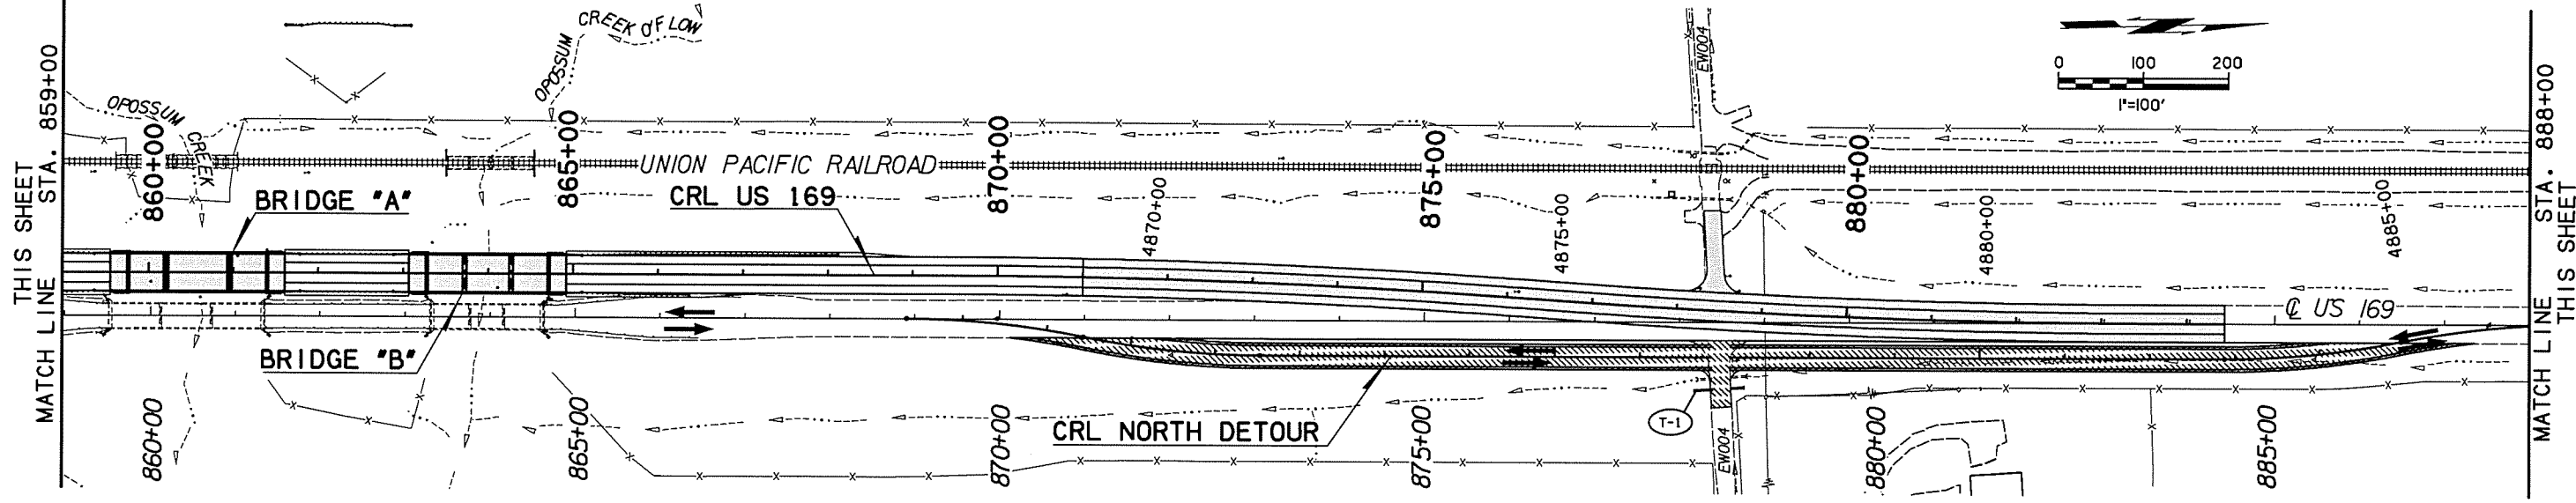 THIS SHEET
MATCH LINE STA. 859+00
OPOSSUM CREEK
OPOSSUM
CREEK O'FLOW
860+00
865+00
870+00
875+00
880+00
UNION PACIFIC RAILROAD
BRIDGE "A"
CRL US 169
4870+00
4875+00
4880+00
4885+00
EW004
0 100 200
1"=100'
BRIDGE "B"
℄ US 169
CRL NORTH DETOUR
T-1
EW004
860+00
865+00
870+00
875+00
880+00
885+00
MATCH LINE STA. 888+00
THIS SHEET